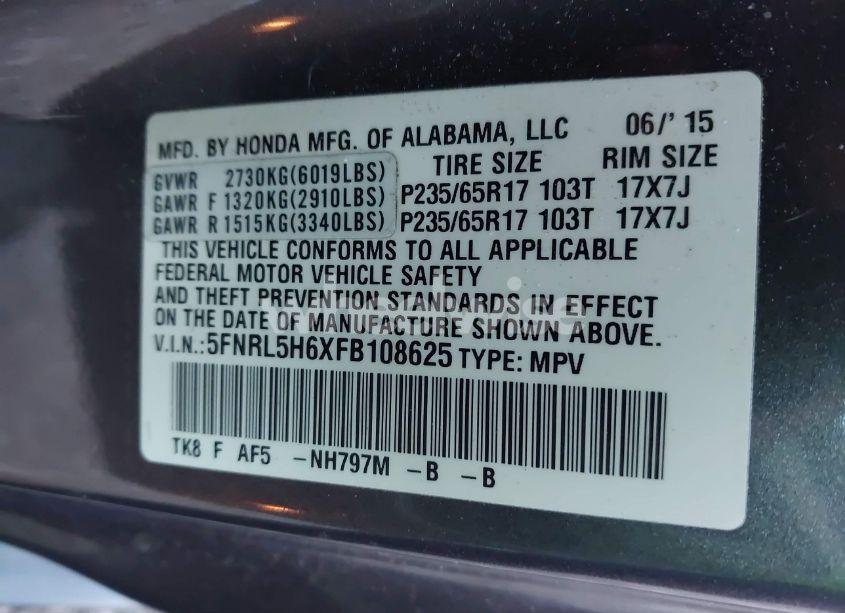 MFD. BY HONDA MFG. OF ALABAMA, LLC 06/' 15
GVWR 2730KG(6019LBS) TIRE SIZE RIM SIZE
GAWR F 1320KG(2910LBS) P235/65R17 103T 17X7J
GAWR R 1515KG(3340LBS) P235/65R17 103T 17X7J
THIS VEHICLE CONFORMS TO ALL APPLICABLE
FEDERAL MOTOR VEHICLE SAFETY
AND THEFT PREVENTION STANDARDS IN EFFECT
ON THE DATE OF MANUFACTURE SHOWN ABOVE.
V.I.N.:5FNRL5H6XFB108625 TYPE: MPV
TK8 F AF5 -NH797M -B -B